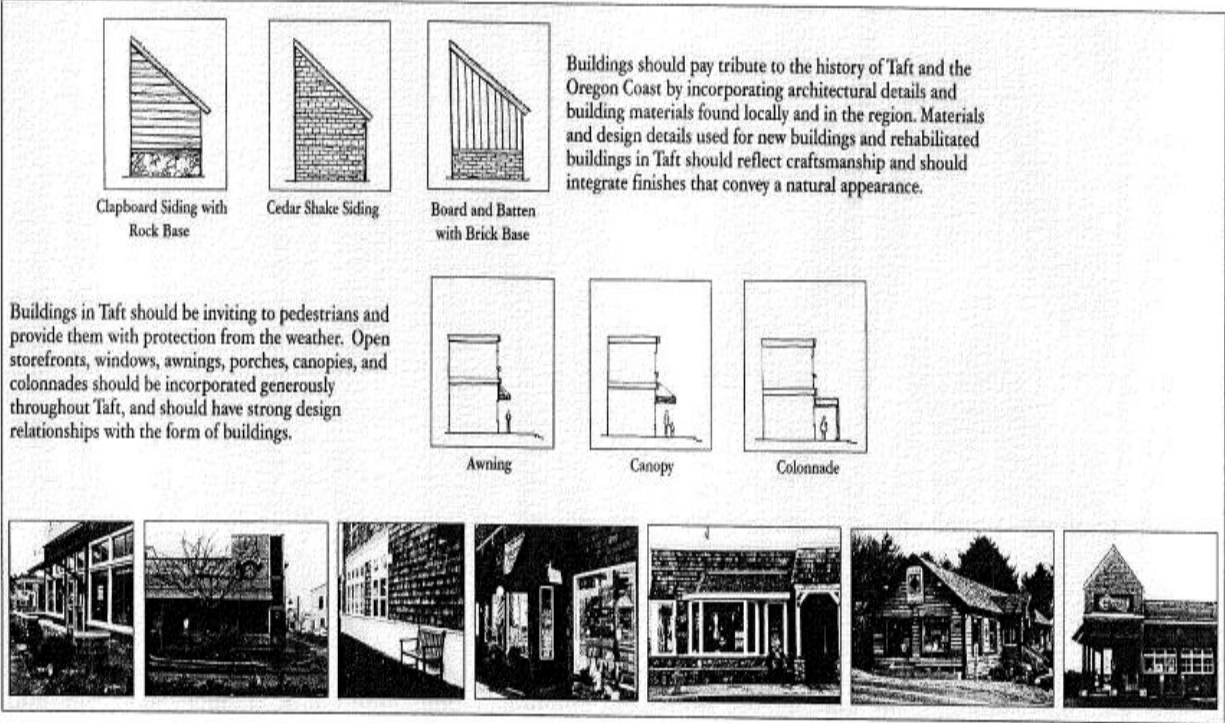 Buildings should pay tribute to the history of Taft and the
Oregon Coast by incorporating architectural details and
building materials found locally and in the region. Materials
and design details used for new buildings and rehabilitated
buildings in Taft should reflect craftsmanship and should
integrate finishes that convey a natural appearance.
Clapboard Siding with
Rock Base
Cedar Shake Siding
Board and Batten
with Brick Base
Buildings in Taft should be inviting to pedestrians and
provide them with protection from the weather. Open
storefronts, windows, awnings, porches, canopies, and
colonnades should be incorporated generously
throughout Taft, and should have strong design
relationships with the form of buildings.
Awning
Canopy
Colonnade